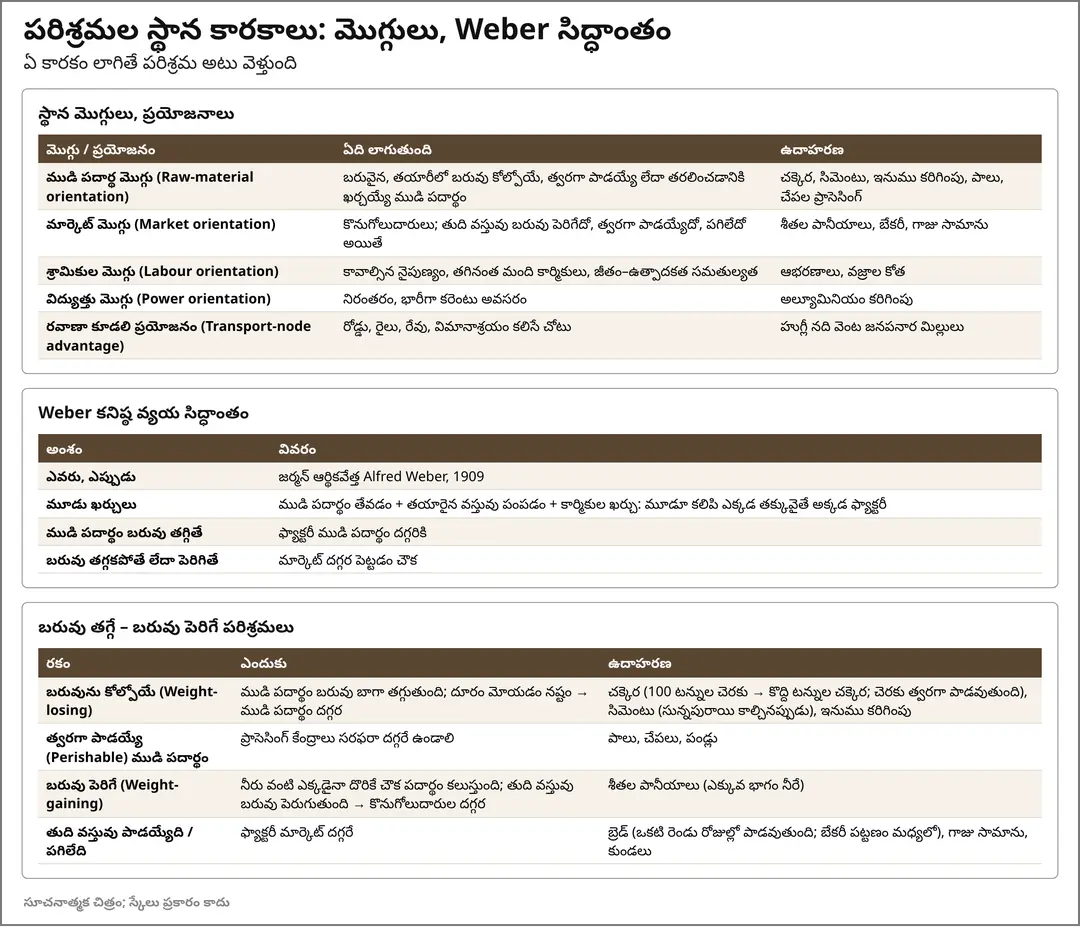 పరిశ్రమల స్థాన కారకాలు: మొగ్గులు, Weber సిద్ధాంతం
ఏ కారకం లాగితే పరిశ్రమ అటు వెళ్తుంది
స్థాన మొగ్గులు, ప్రయోజనాలు
మొగ్గు / ప్రయోజనం ఏది లాగుతుంది ఉదాహరణ
ముడి పదార్థ మొగ్గు (Raw-material orientation) బరువైన, తయారీలో బరువు కోల్పోయే, త్వరగా పాడయ్యే లేదా తరలించడానికి ఖర్చయ్యే ముడి పదార్థం చక్కెర, సిమెంటు, ఇనుము కరిగింపు, పాలు, చేపల ప్రాసెసింగ్
మార్కెట్ మొగ్గు (Market orientation) కొనుగోలుదారులు; తుది వస్తువు బరువు పెరిగేదో, త్వరగా పాడయ్యేదో, పగిలేదో అయితే శీతల పానీయాలు, బేకరీ, గాజు సామాను
శ్రామికుల మొగ్గు (Labour orientation) కావాల్సిన నైపుణ్యం, తగినంత మంది కార్మికులు, జీతం–ఉత్పాదకత సమతుల్యత ఆభరణాలు, వజ్రాల కోత
విద్యుత్తు మొగ్గు (Power orientation) నిరంతరం, భారీగా కరెంటు అవసరం అల్యూమినియం కరిగింపు
రవాణా కూడలి ప్రయోజనం (Transport-node advantage) రోడ్డు, రైలు, రేవు, విమానాశ్రయం కలిసే చోటు హుగ్లీ నది వెంట జనపనార మిల్లులు
Weber కనిష్ఠ వ్యయ సిద్ధాంతం
అంశం వివరం
ఎవరు, ఎప్పుడు జర్మన్ ఆర్థికవేత్త Alfred Weber, 1909
మూడు ఖర్చులు ముడి పదార్థం తేవడం + తయారైన వస్తువు పంపడం + కార్మికుల ఖర్చు: మూడూ కలిపి ఎక్కడ తక్కువైతే అక్కడ ఫ్యాక్టరీ
ముడి పదార్థం బరువు తగ్గితే ఫ్యాక్టరీ ముడి పదార్థం దగ్గరికి
బరువు తగ్గకపోతే లేదా పెరిగితే మార్కెట్ దగ్గర పెట్టడం చౌక
బరువు తగ్గే – బరువు పెరిగే పరిశ్రమలు
రకం ఎందుకు ఉదాహరణ
బరువును కోల్పోయే (Weight-losing) ముడి పదార్థం బరువు బాగా తగ్గుతుంది; దూరం మోయడం నష్టం → ముడి పదార్థం దగ్గర చక్కెర (100 టన్నుల చెరకు → కొద్ది టన్నుల చక్కెర; చెరకు త్వరగా పాడవుతుంది), సిమెంటు (సున్నపురాయి కాల్చినప్పుడు), ఇనుము కరిగింపు
త్వరగా పాడయ్యే (Perishable) ముడి పదార్థం ప్రాసెసింగ్ కేంద్రాలు సరఫరా దగ్గరే ఉండాలి పాలు, చేపలు, పండ్లు
బరువు పెరిగే (Weight-gaining) నీరు వంటి ఎక్కడైనా దొరికే చౌక పదార్థం కలుస్తుంది; తుది వస్తువు బరువు పెరుగుతుంది → కొనుగోలుదారుల దగ్గర శీతల పానీయాలు (ఎక్కువ భాగం నీరే)
తుది వస్తువు పాడయ్యేది / పగిలేది ఫ్యాక్టరీ మార్కెట్ దగ్గరే బ్రెడ్ (ఒకటి రెండు రోజుల్లో పాడవుతుంది; బేకరీ పట్టణం మధ్యలో), గాజు సామాను, కుండలు
సూచనాత్మక చిత్రం; స్కేలు ప్రకారం కాదు